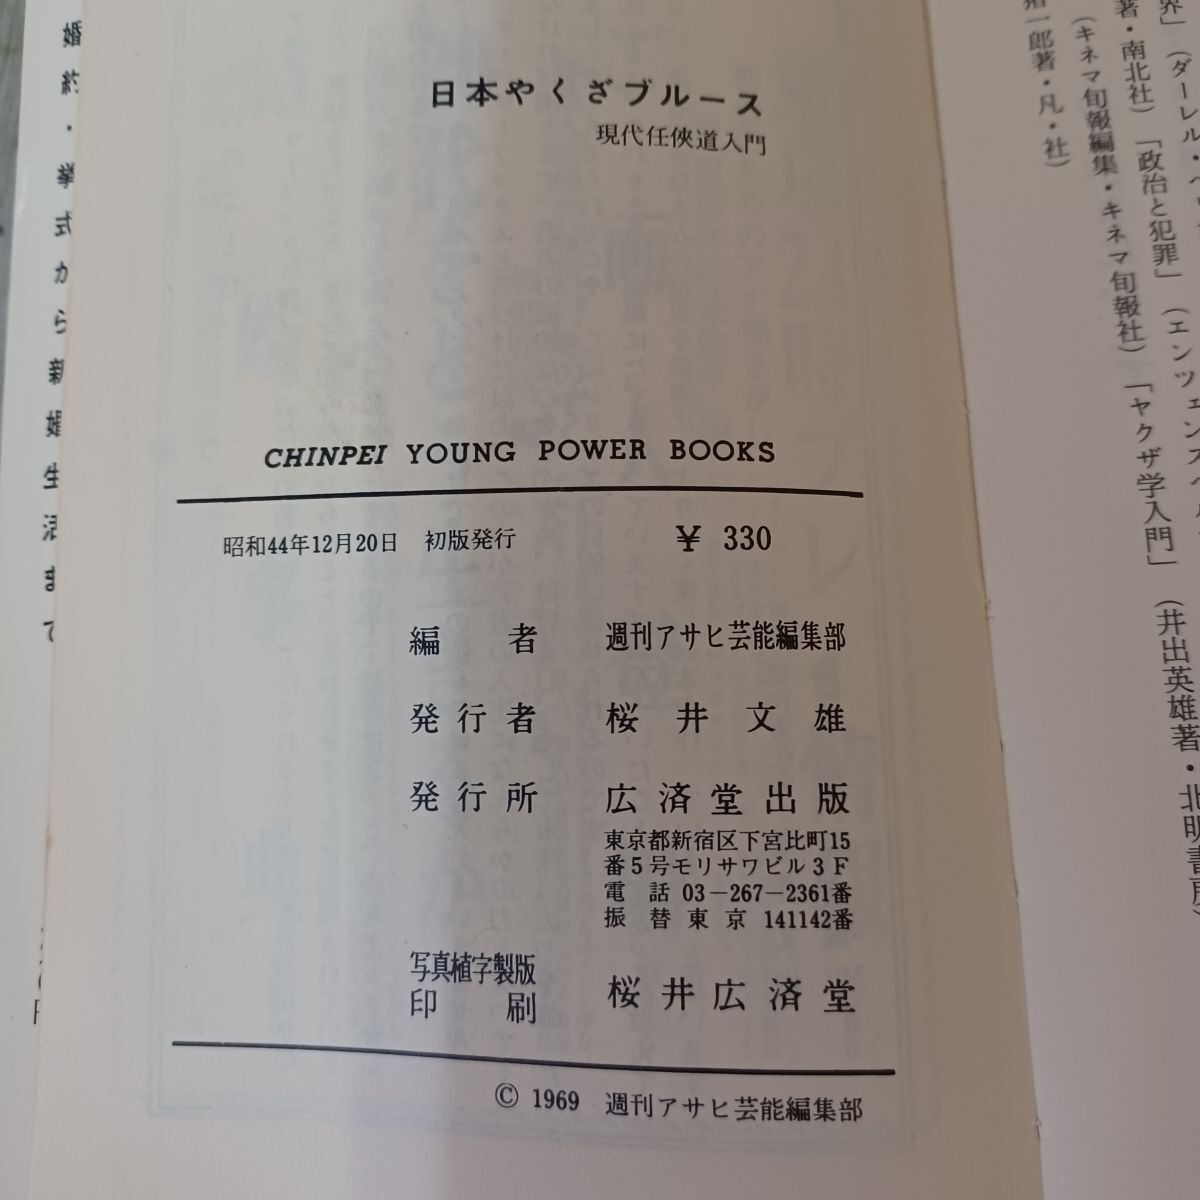 日本やくざブルース
現代任俠道入門
CHINPEI YOUNG POWER BOOKS
昭和44年12月20日 初版発行 ¥ 330
編者 週刊アサヒ芸能編集部
発行者 桜井文雄
発行所 広済堂出版
東京都新宿区下宮比町15
番5号モリサワビル3F
電話 03-267-2361番
振替東京 141142番
写真植字製版
印刷 桜井広済堂
© 1969 週刊アサヒ芸能編集部
界」(ダーレル・
著・南北社)「政治と犯罪」(エンツェンスベル
(キネマ旬報編集・キネマ旬報社)「ヤクザ学入門」(井出英雄著・北明書房)
一郎著・凡・社)
婚約・挙式から新婚生活まで